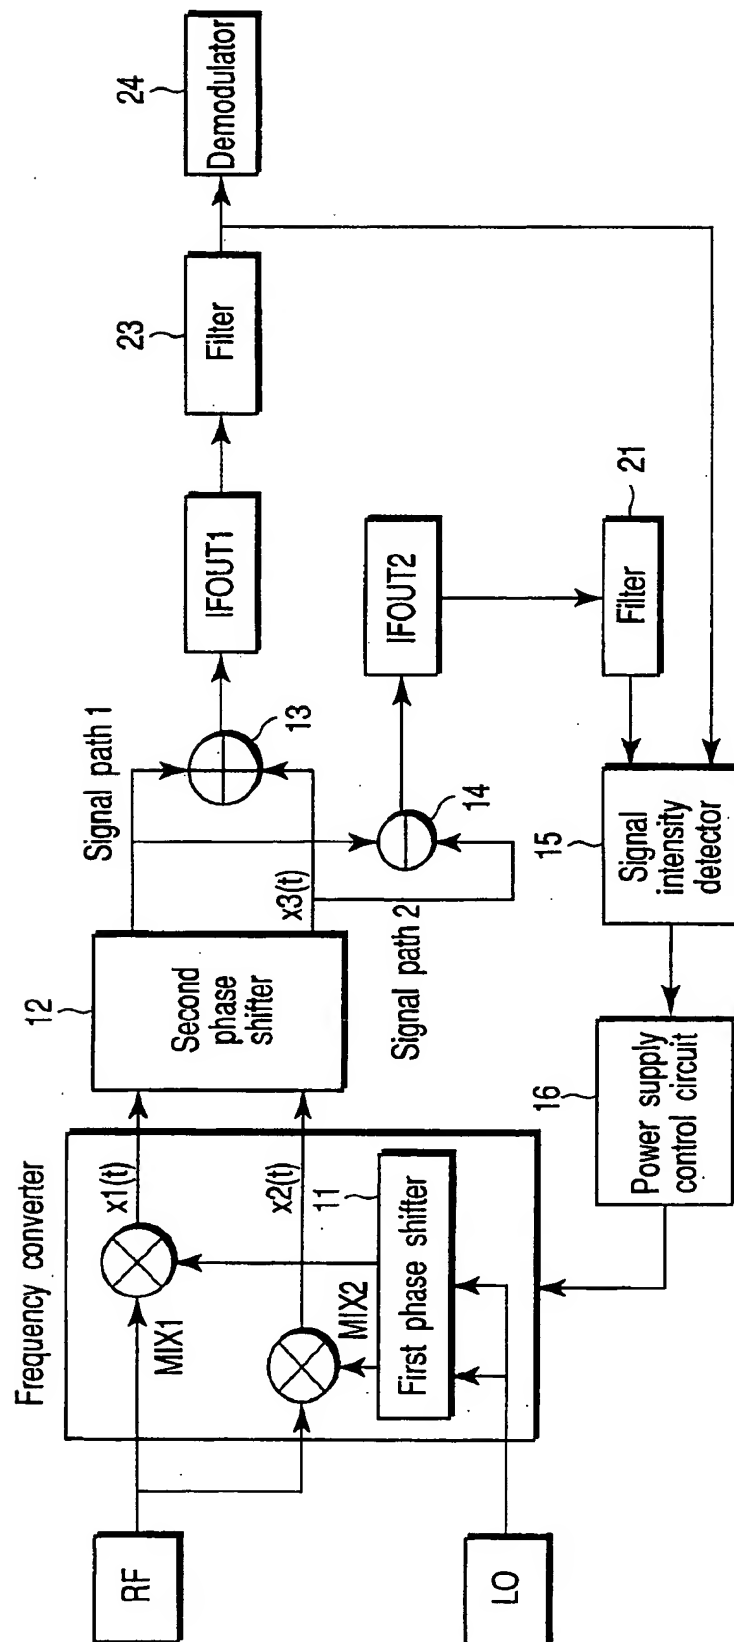 Frequency converter
RF
MIX1
x1(t)
MIX2
x2(t)
11
First phase shifter
LO
12
Second
phase
shifter
Signal path 1
x3(t)
Signal path 2
13
14
IFOUT1
IFOUT2
23
Filter
24
Demodulator
21
Filter
15
Signal
intensity
detector
16
Power supply
control circuit